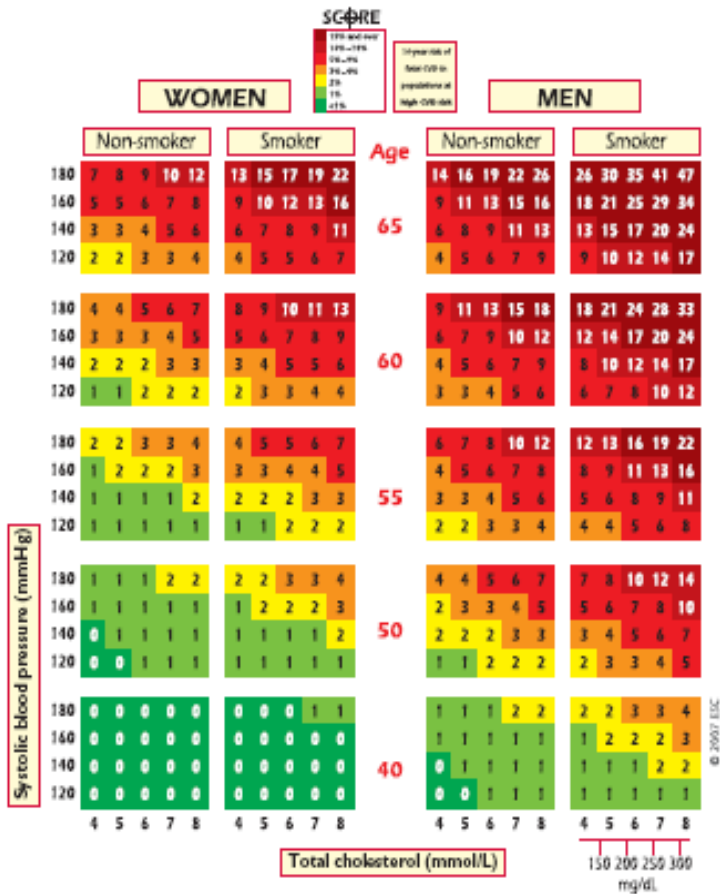 SCORE
15% and over
10%–14%
5%–9%
3%–4%
2%
1%
<1%
10-year risk of
fatal CVD in
populations at
high CVD risk
WOMEN
MEN
Non-smoker Smoker Age Non-smoker Smoker
180 7 8 9 10 12 13 15 17 19 22 14 16 19 22 26 26 30 35 41 47
160 5 5 6 7 8 9 10 12 13 16 9 11 13 15 16 18 21 25 29 34
140 3 3 4 5 6 6 7 8 9 11 65 6 8 9 11 13 13 15 17 20 24
120 2 2 3 3 4 4 5 5 6 7 4 5 6 7 9 9 10 12 14 17
180 4 4 5 6 7 8 9 10 11 13 9 11 13 15 18 18 21 24 28 33
160 3 3 3 4 5 5 6 7 8 9 6 7 9 10 12 12 14 17 20 24
140 2 2 2 3 3 3 4 5 5 6 60 4 5 6 7 9 8 10 12 14 17
120 1 1 2 2 2 2 3 3 4 4 3 3 4 5 6 6 7 8 10 12
180 2 2 3 3 4 4 5 5 6 7 6 7 8 10 12 12 13 16 19 22
160 1 2 2 2 3 3 3 4 4 5 4 5 6 7 8 8 9 11 13 16
140 1 1 1 1 2 2 2 2 3 3 55 3 3 4 5 6 5 6 8 9 11
120 1 1 1 1 1 1 1 2 2 2 2 2 3 3 4 4 4 5 6 8
180 1 1 1 2 2 2 2 3 3 4 4 4 5 6 7 7 8 10 12 14
160 1 1 1 1 1 1 2 2 2 3 2 3 3 4 5 5 6 7 8 10
140 0 1 1 1 1 1 1 1 1 2 50 2 2 2 3 3 3 4 5 6 7
120 0 0 1 1 1 1 1 1 1 1 1 1 2 2 2 2 3 3 4 5
180 0 0 0 0 0 0 0 0 1 1 1 1 1 2 2 2 2 3 3 4
160 0 0 0 0 0 0 0 0 0 0 1 1 1 1 1 1 2 2 2 3
140 0 0 0 0 0 0 0 0 0 0 40 0 1 1 1 1 1 1 1 2 2
120 0 0 0 0 0 0 0 0 0 0 0 0 1 1 1 1 1 1 1 1
4 5 6 7 8 4 5 6 7 8 4 5 6 7 8 4 5 6 7 8
Total cholesterol (mmol/L)
150 200 250 300
mg/dL
Systolic blood pressure (mmHg)
© 2007 ESC